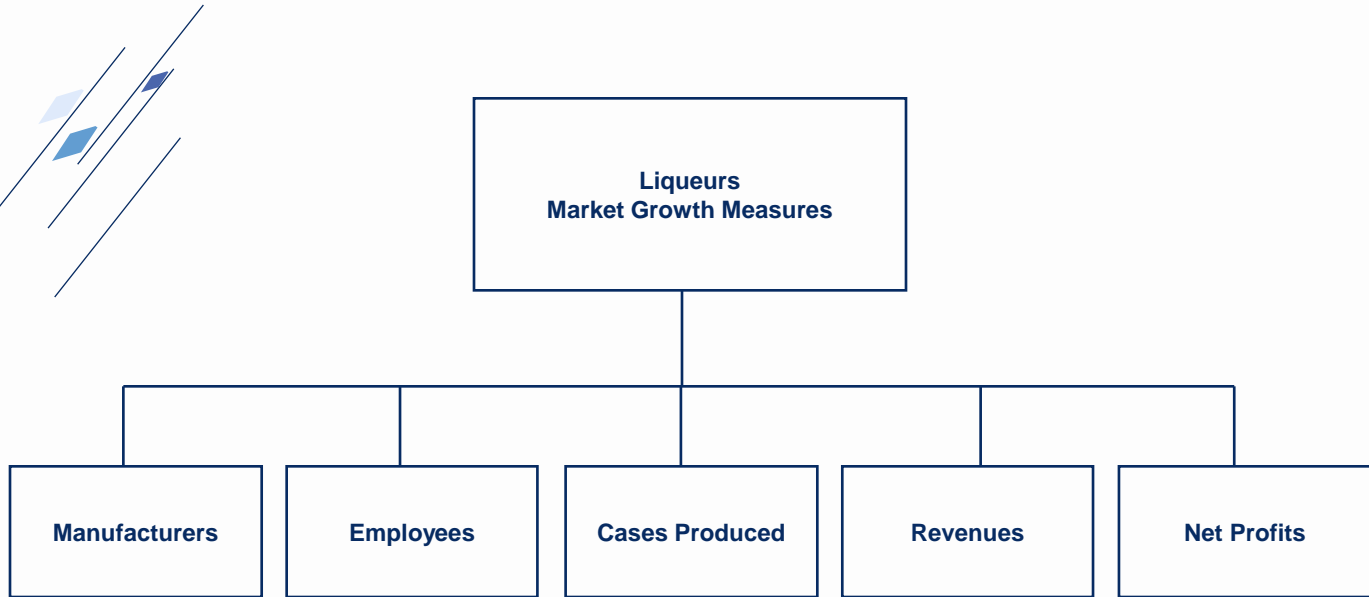 Liqueurs
Market Growth Measures
Manufacturers
Employees
Cases Produced
Revenues
Net Profits